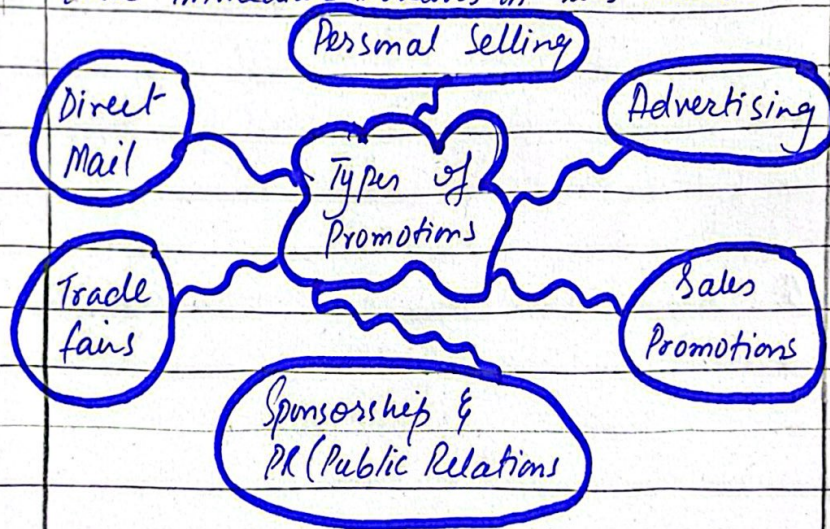 Personal Selling
Direct
Mail
Advertising
Types of
Promotions
Trade
fairs
Sales
Promotions
Sponsorship &
PR (Public Relations